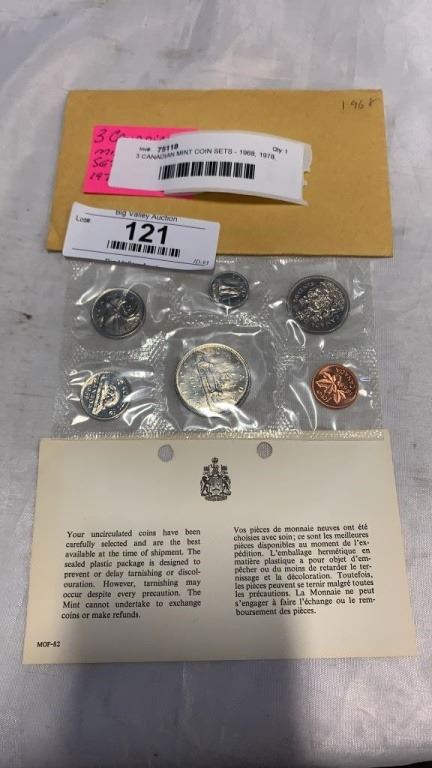 1968
3 Canadi
Inv#: 75118 Qty: 1
3 CANADIAN MINT COIN SETS - 1968, 1978,
Big Valley Auction
Lot#:
121
Your uncirculated coins have been
carefully selected and are the best
available at the time of shipment. The
sealed plastic package is designed to
prevent or delay tarnishing or discol-
ouration. However, tarnishing may
occur despite every precaution. The
Mint cannot undertake to exchange
coins or make refunds.
MOF-82
Vos pièces de monnaie neuves ont été
choisies avec soin; ce sont les meilleures
pièces disponibles au moment de l'ex-
pédition. L'emballage hermétique en
matière plastique a pour objet d'em-
pêcher ou du moins de retarder le ter-
nissage et la décoloration. Toutefois,
les pièces peuvent se ternir malgré toutes
les précautions. La Monnaie ne peut
s'engager à faire l'échange ou le rem-
boursement des pièces.